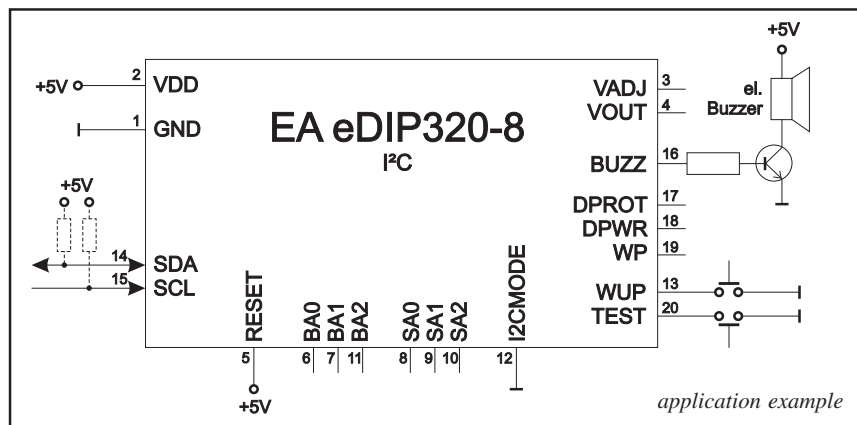 +5V
2 VDD
+5V
1 GND
EA eDIP320-8
I²C
VADJ 3
VOUT 4
el.
Buzzer
BUZZ 16
DPROT 17
DPWR 18
WP 19
+5V
14 SDA
15 SCL
WUP 13
TEST 20
RESET
BA0
BA1
BA2
SA0
SA1
SA2
I2CMODE
5 6 7 11 8 9 10 12
+5V
application example